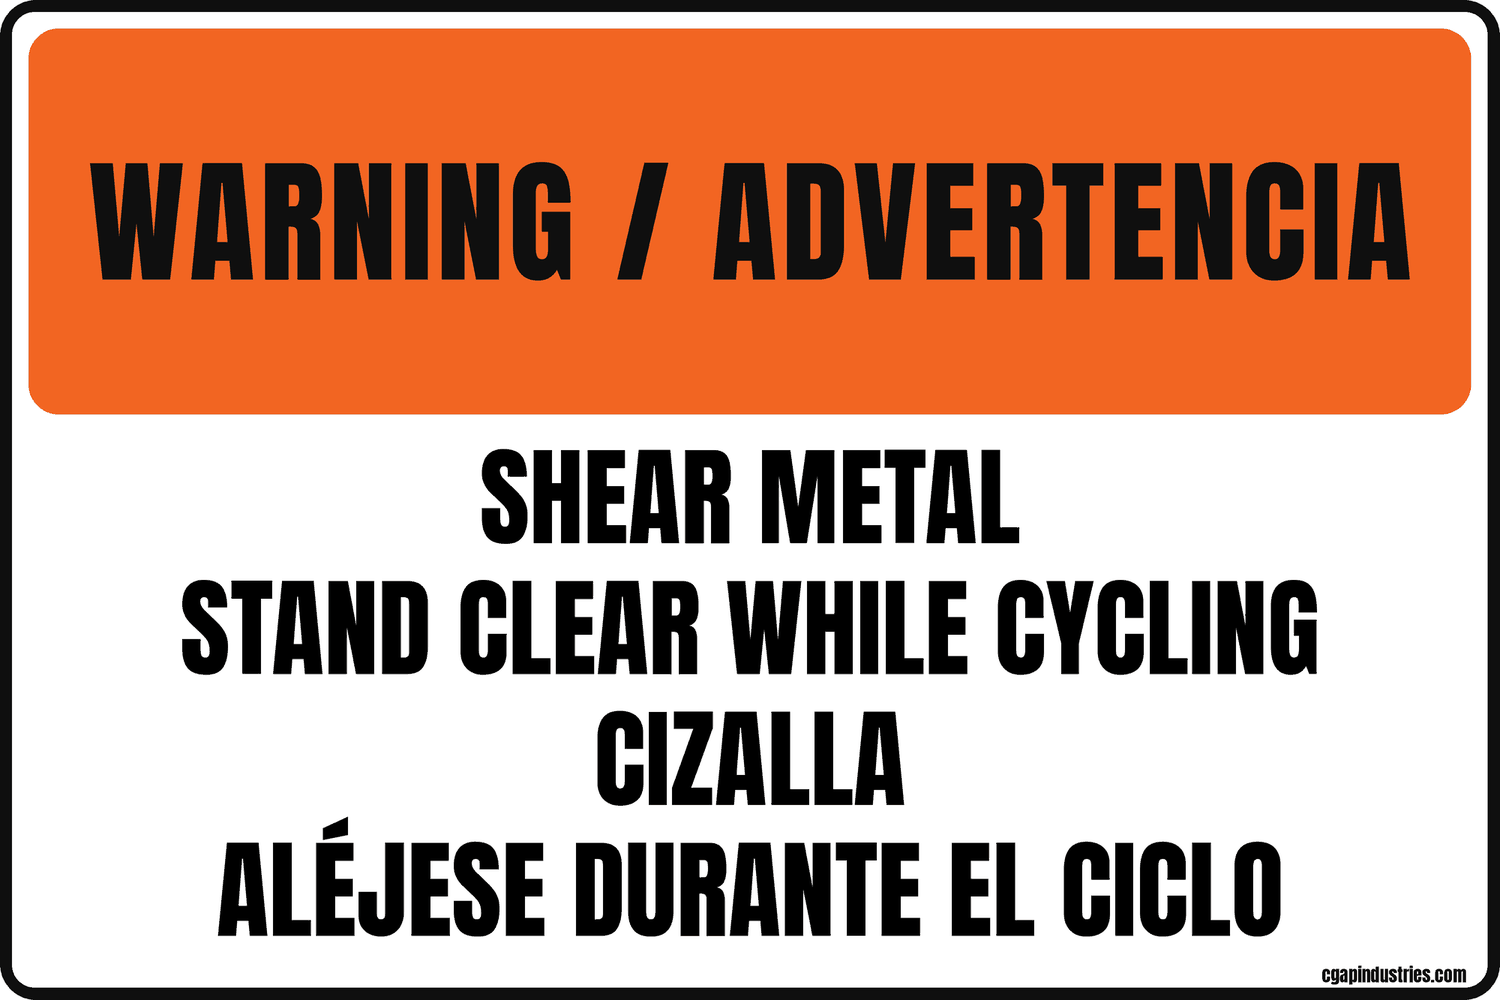 WARNING / ADVERTENCIA
SHEAR METAL
STAND CLEAR WHILE CYCLING
CIZALLA
ALÉJESE DURANTE EL CICLO
cgapindustries.com